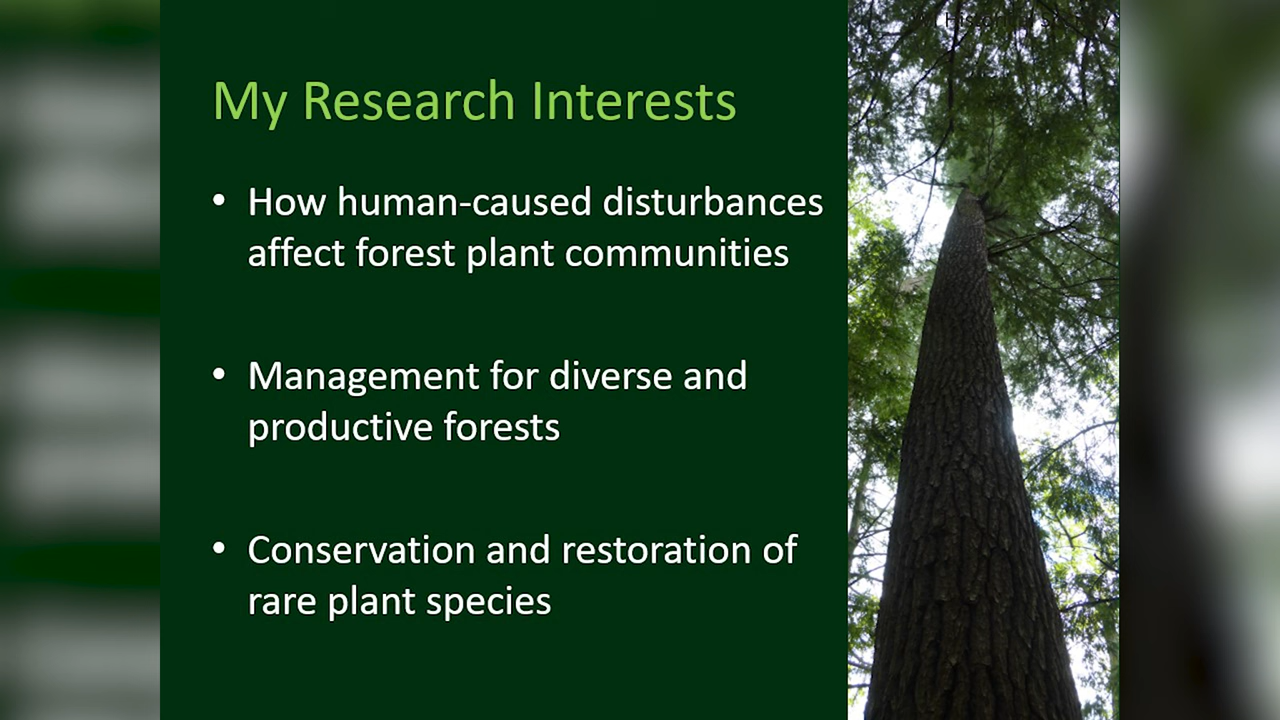 My Research Interests
• How human-caused disturbances
affect forest plant communities
• Management for diverse and
productive forests
• Conservation and restoration of
rare plant species